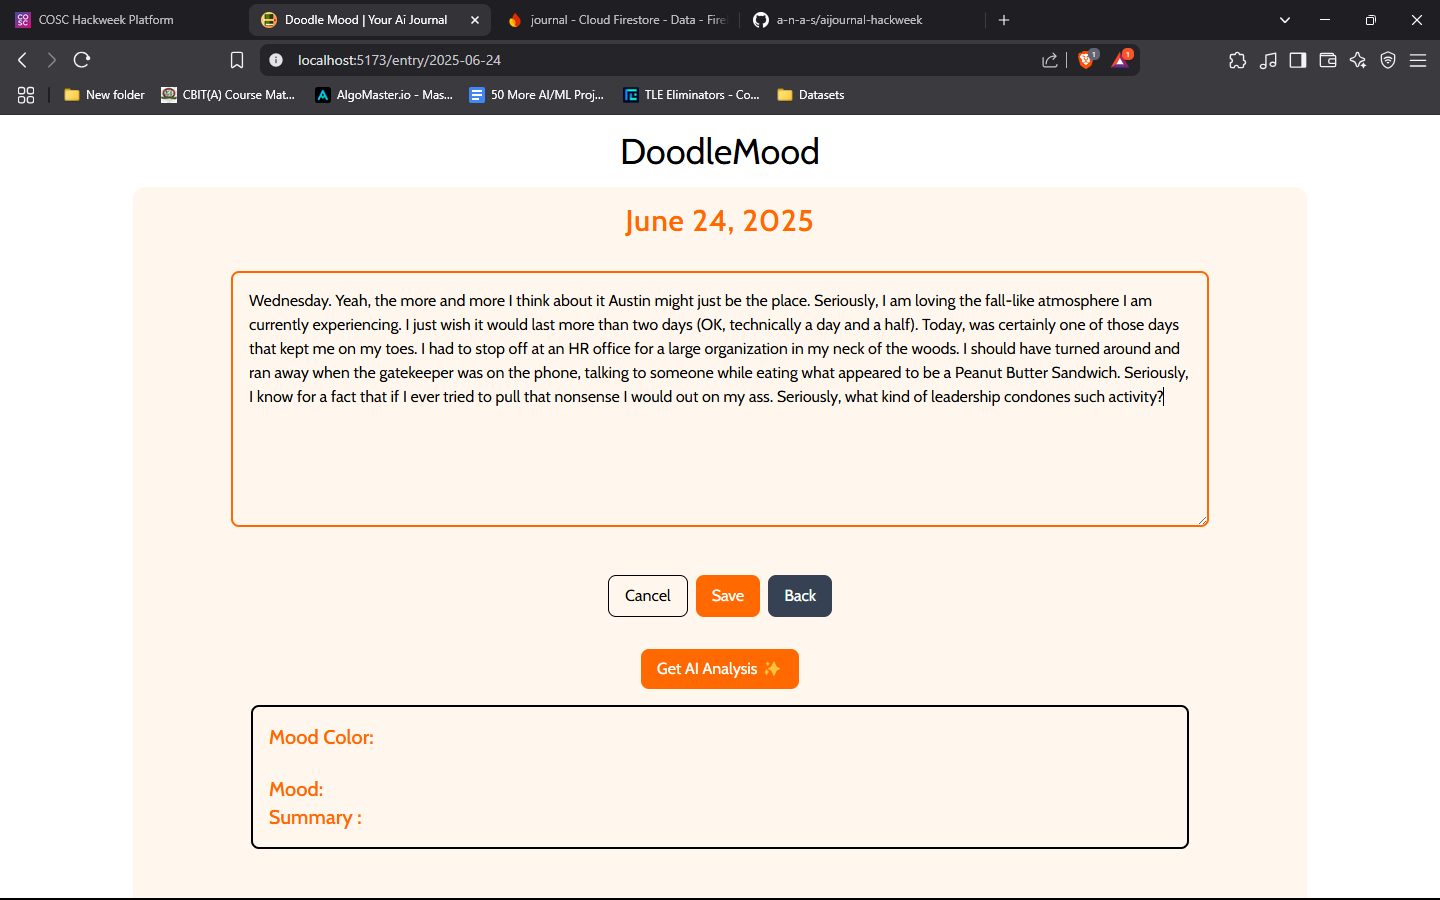 COSC Hackweek Platform
Doodle Mood | Your Ai Journal
journal - Cloud Firestore - Data - Fire
a-n-a-s/aijournal-hackweek
localhost:5173/entry/2025-06-24
1
1
New folder
CBIT(A) Course Mat...
AlgoMaster.io - Mas...
50 More AI/ML Proj...
TLE Eliminators - Co...
Datasets
DoodleMood
June 24, 2025
Wednesday. Yeah, the more and more I think about it Austin might just be the place. Seriously, I am loving the fall-like atmosphere I am
currently experiencing. I just wish it would last more than two days (OK, technically a day and a half). Today, was certainly one of those days
that kept me on my toes. I had to stop off at an HR office for a large organization in my neck of the woods. I should have turned around and
ran away when the gatekeeper was on the phone, talking to someone while eating what appeared to be a Peanut Butter Sandwich. Seriously,
I know for a fact that if I ever tried to pull that nonsense I would out on my ass. Seriously, what kind of leadership condones such activity?
Cancel
Save
Back
Get AI Analysis ✨
Mood Color:
Mood:
Summary :